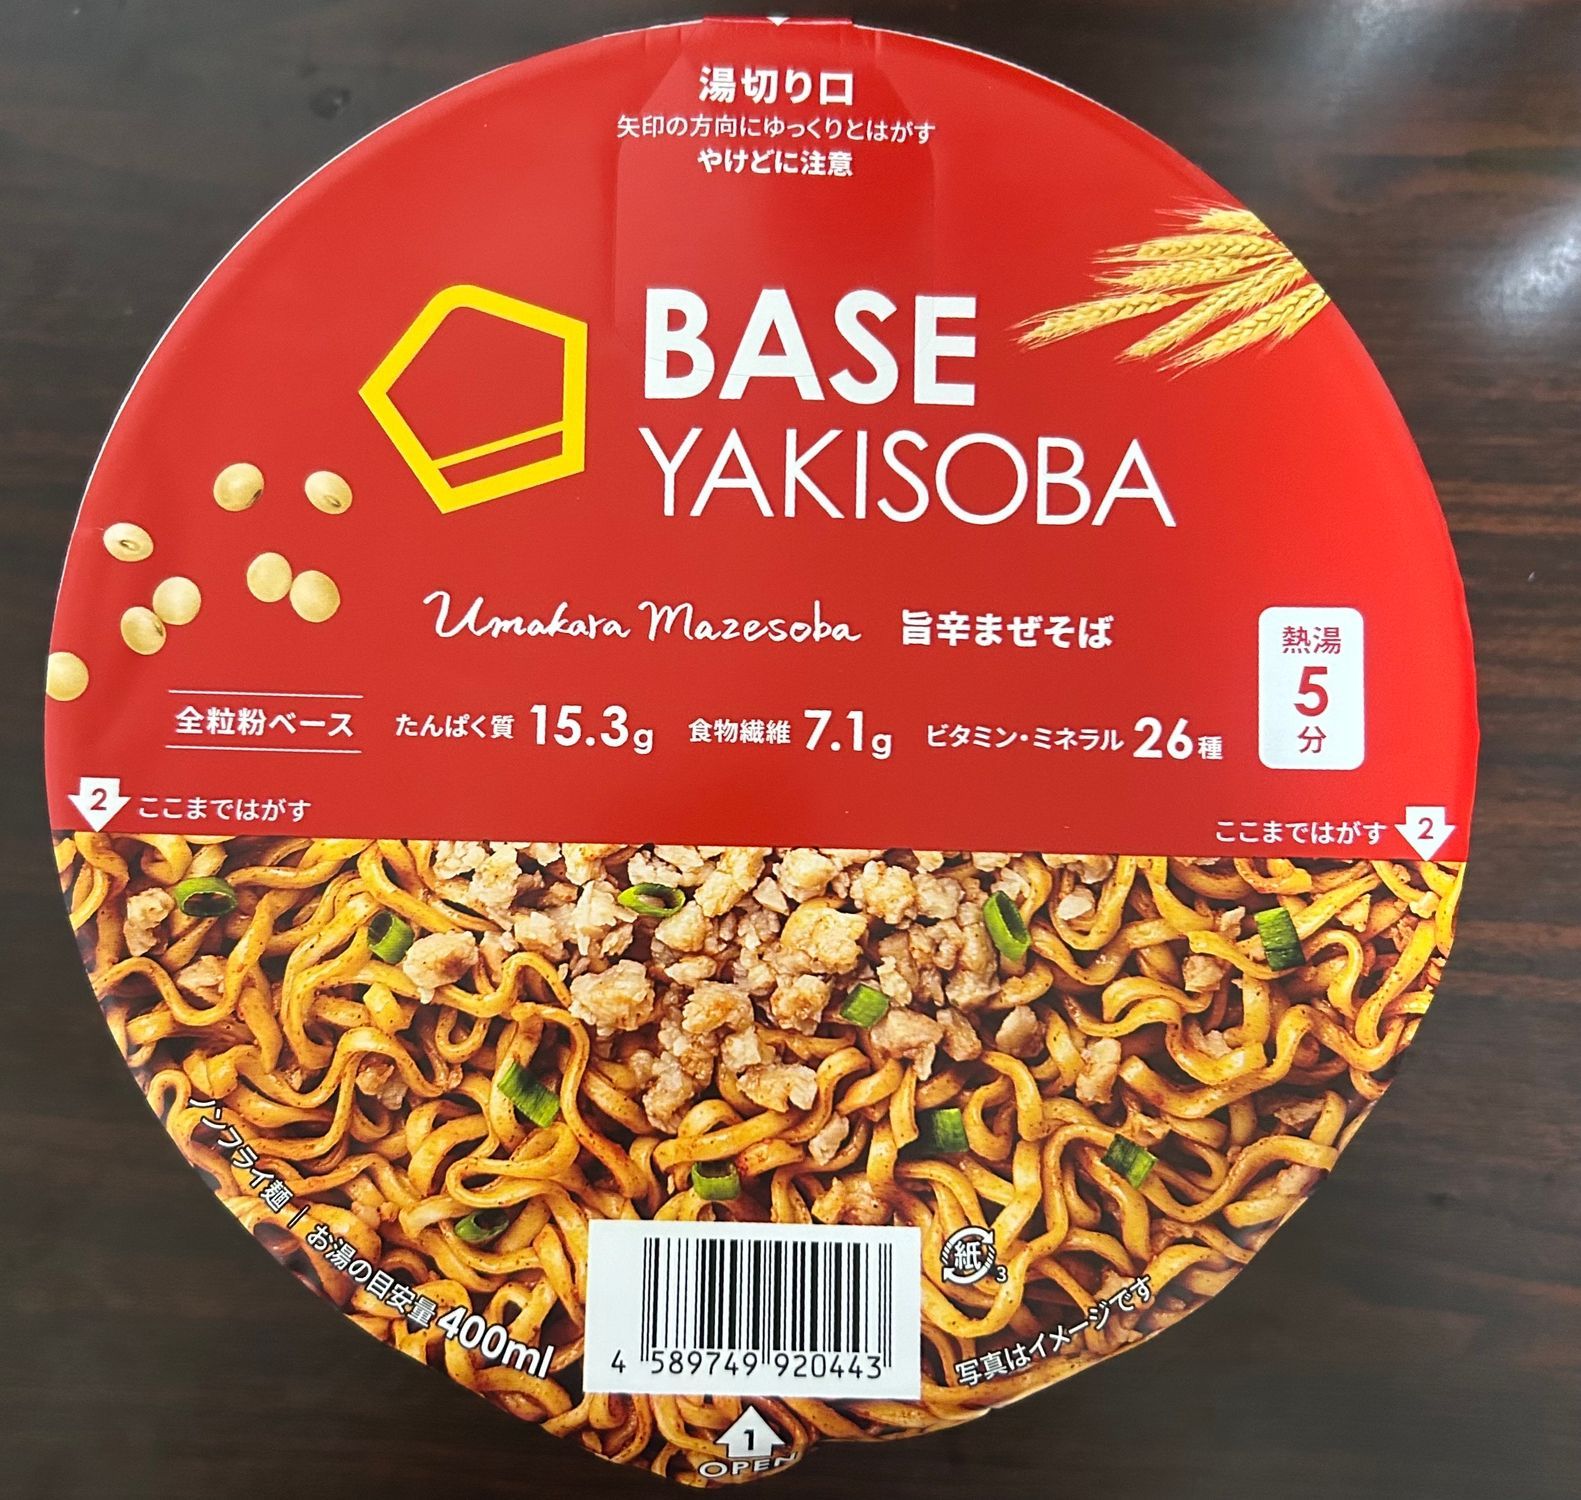 湯切り口
矢印の方向にゆっくりとはがす
やけどに注意
BASE
YAKISOBA
Umakara Mazesoba 旨辛まぜそば
熱湯
5
分
全粒粉ベース たんぱく質 15.3g 食物繊維 7.1g ビタミン・ミネラル 26種
2 ここまではがす
ここまではがす 2
ノンフライ麺 | お湯の目安量 400ml
4 589749 920443
紙 3
写真はイメージです
1
OPEN